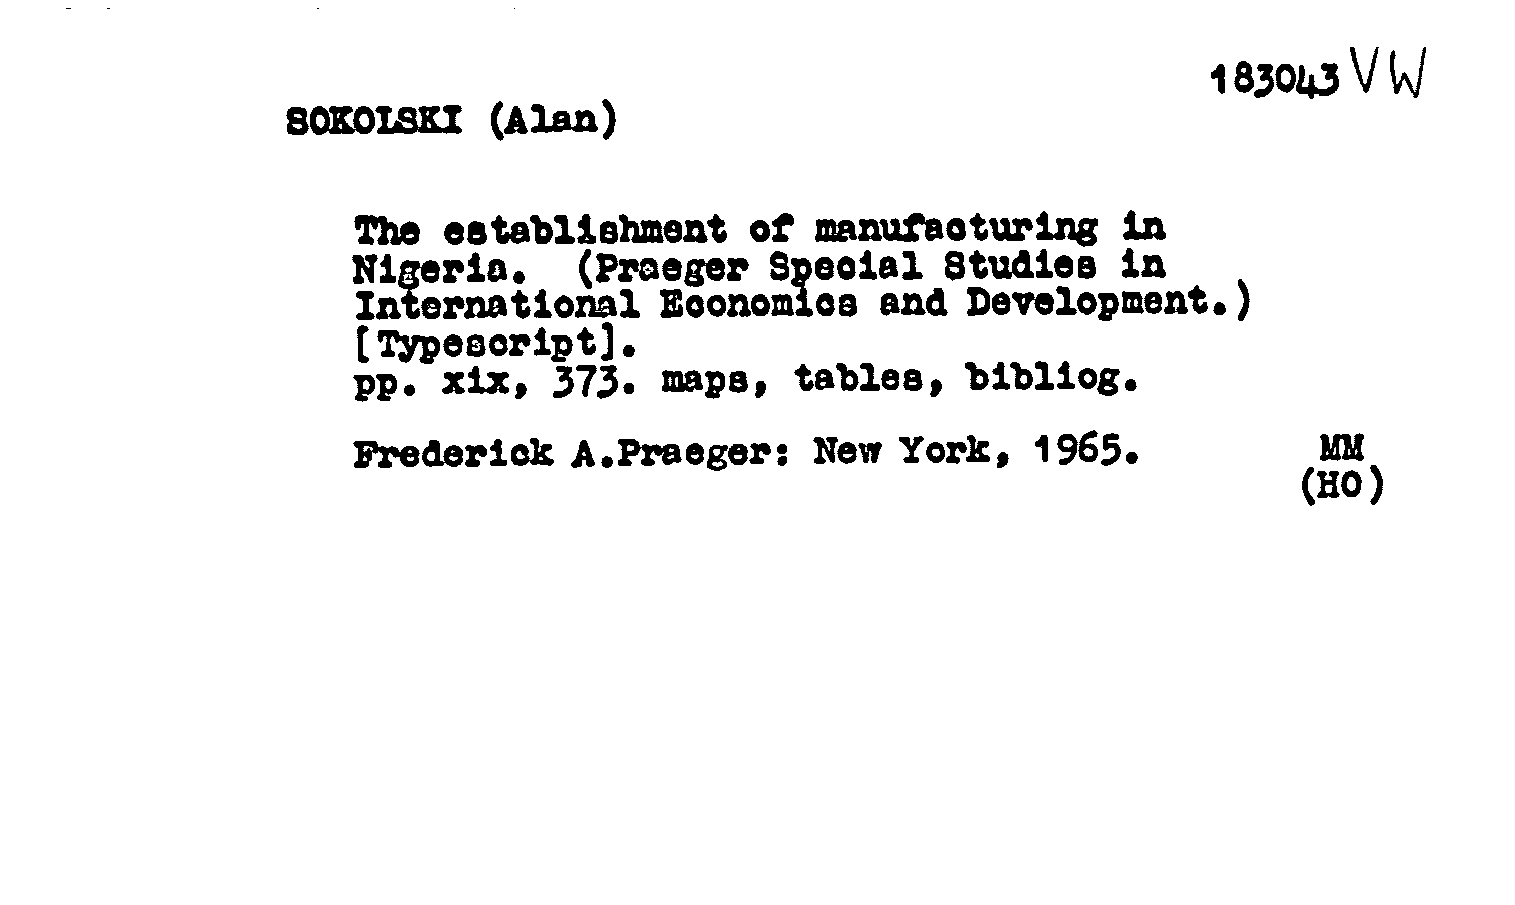 183043 VW
SOKOLSKI (Alan)
The establishment of manufacturing in
Nigeria. (Praeger Special Studies in
International Economics and Development.)
[Typescript].
pp. xix, 373. maps, tables, bibliog.
Frederick A.Praeger: New York, 1965.
MM
(HO)